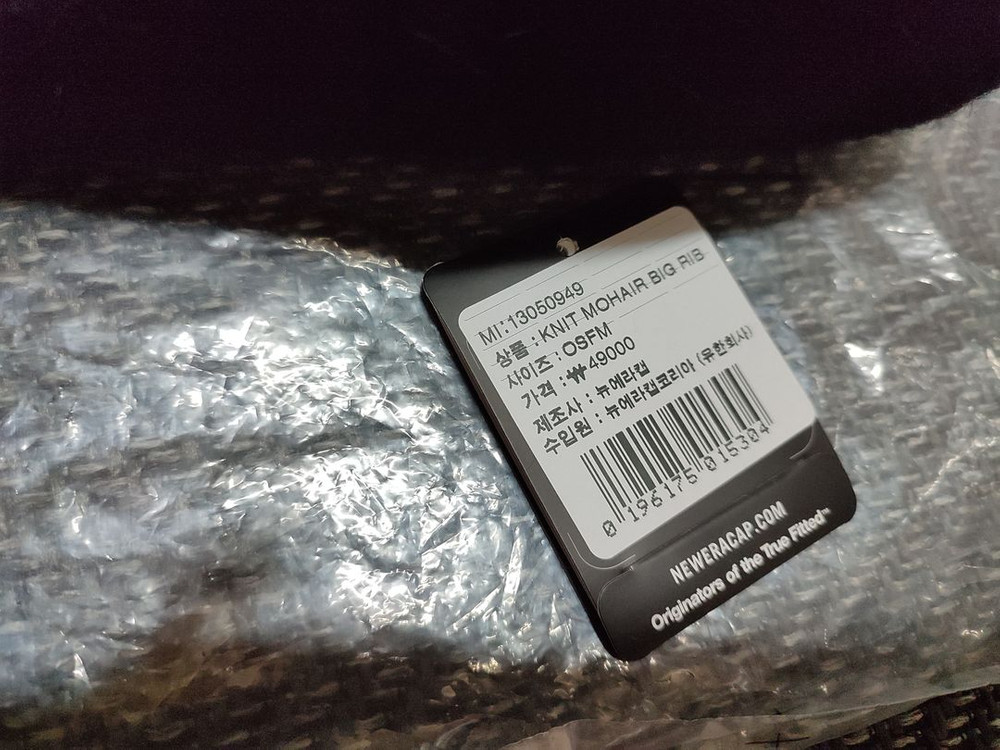 MI:13050949
상품 : KNIT MOHAIR BIG RIB
사이즈 : OSFM
가격 : ₩49000
제조사 : 뉴에라캡
수입원 : 뉴에라캡코리아 (유한회사)
0 196175 015304
NEWERACAP.COM
Originators of the True Fitted™